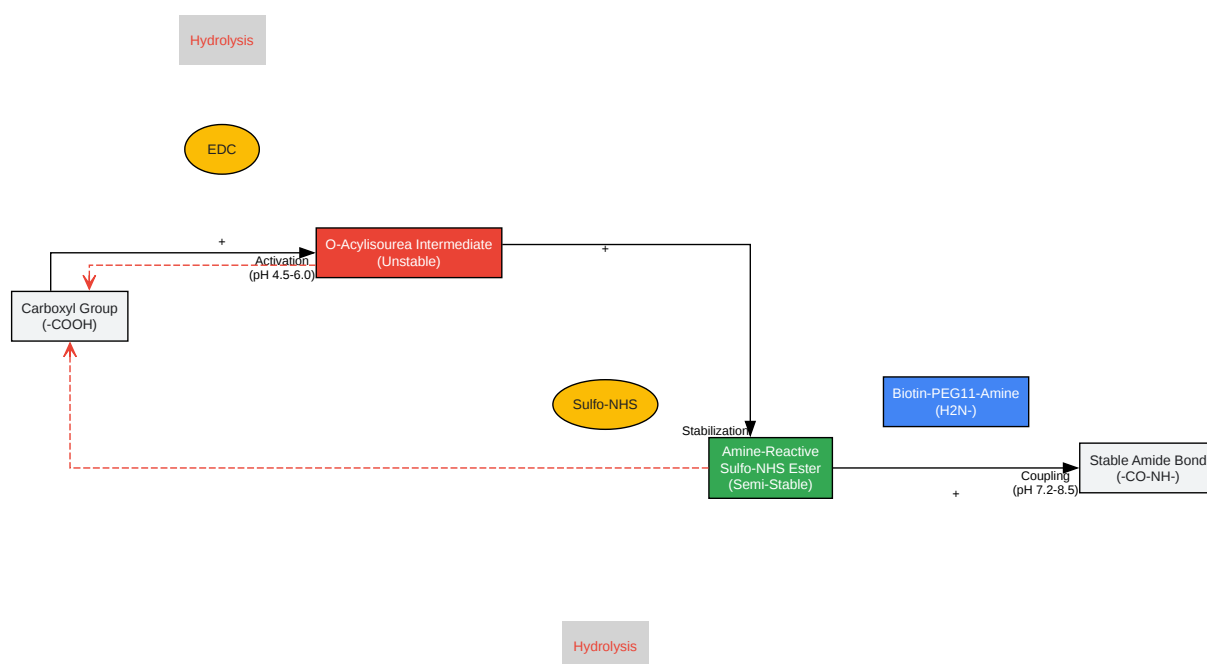 Hydrolysis
EDC
+
O-Acylisourea Intermediate
(Unstable)
+
Activation
(pH 4.5-6.0)
Carboxyl Group
(-COOH)
Biotin-PEG11-Amine
(H2N-)
Sulfo-NHS
Stabilization
Amine-Reactive
Sulfo-NHS Ester
(Semi-Stable)
Stable Amide Bond
(-CO-NH-)
Coupling
(pH 7.2-8.5)
+
Hydrolysis